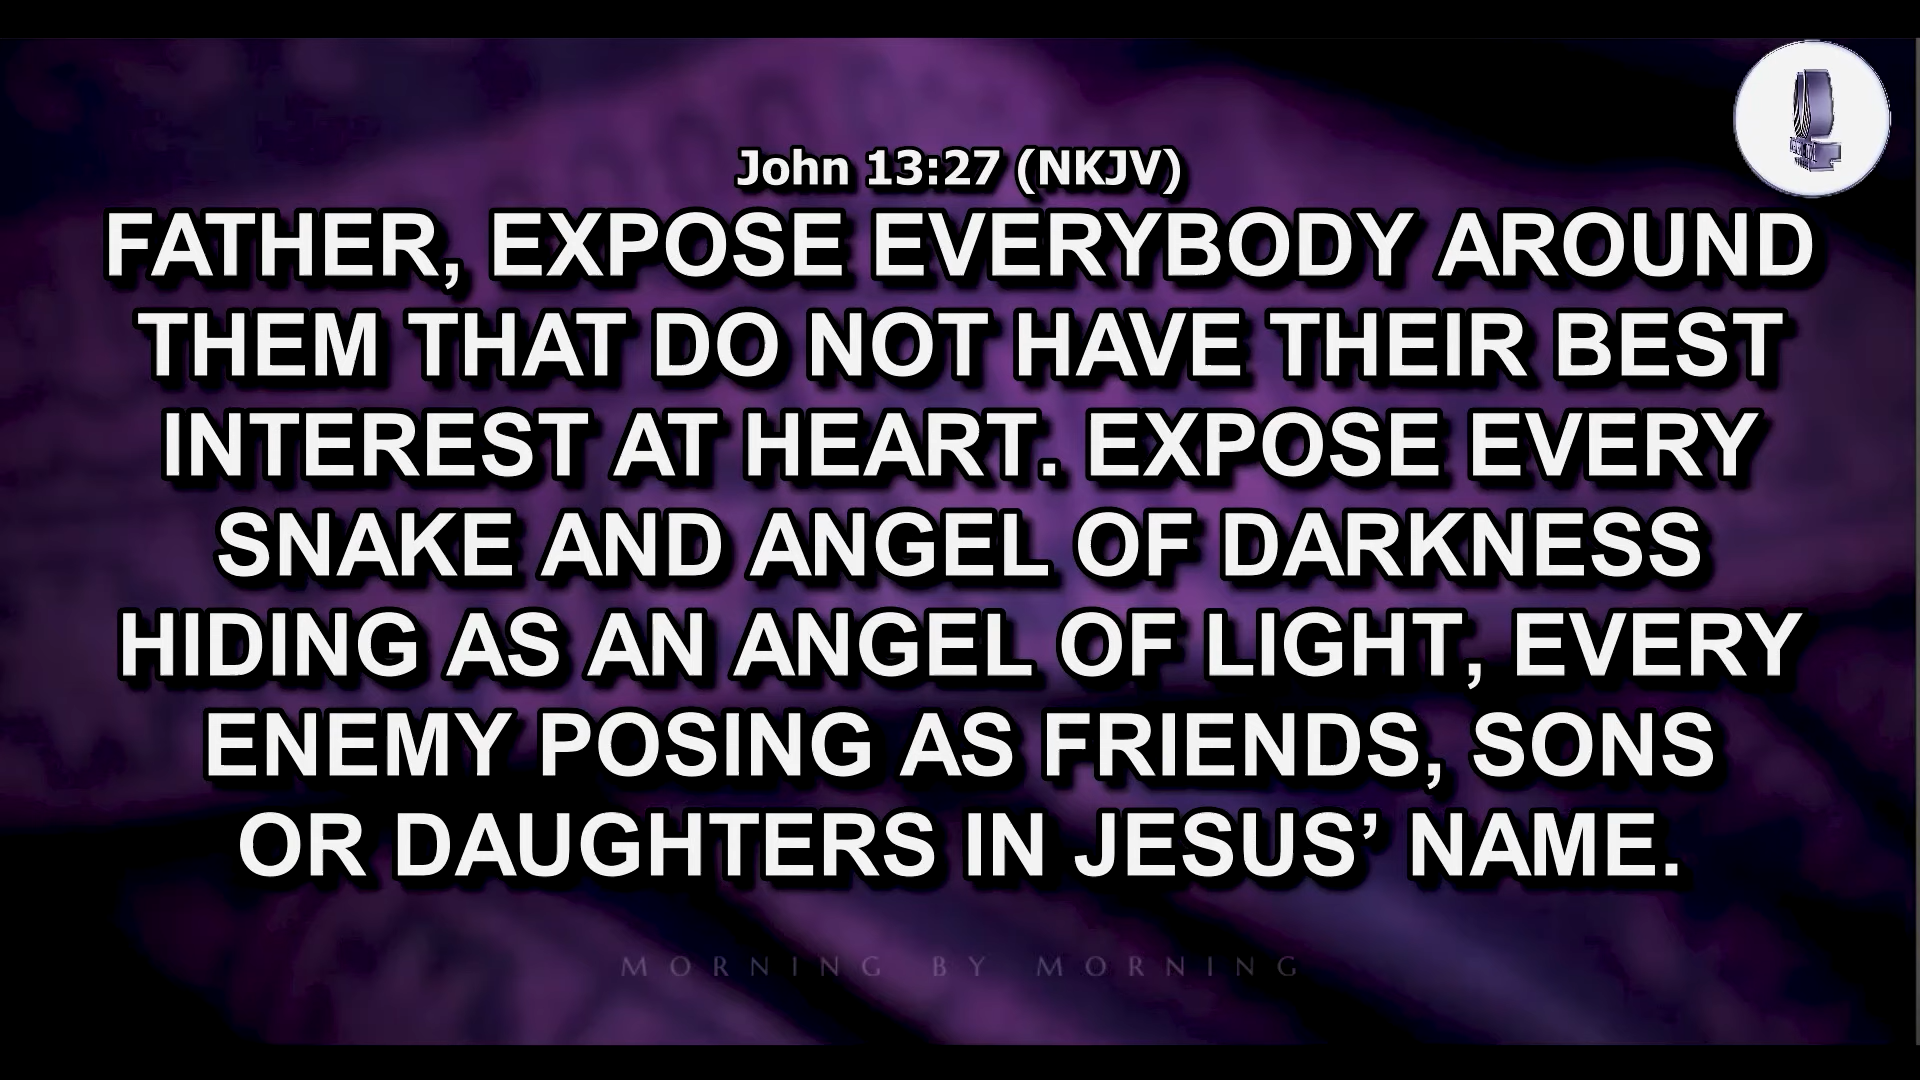 John 13:27 (NKJV)
FATHER, EXPOSE EVERYBODY AROUND
THEM THAT DO NOT HAVE THEIR BEST
INTEREST AT HEART. EXPOSE EVERY
SNAKE AND ANGEL OF DARKNESS
HIDING AS AN ANGEL OF LIGHT, EVERY
ENEMY POSING AS FRIENDS, SONS
OR DAUGHTERS IN JESUS’ NAME.
MORNING BY MORNING